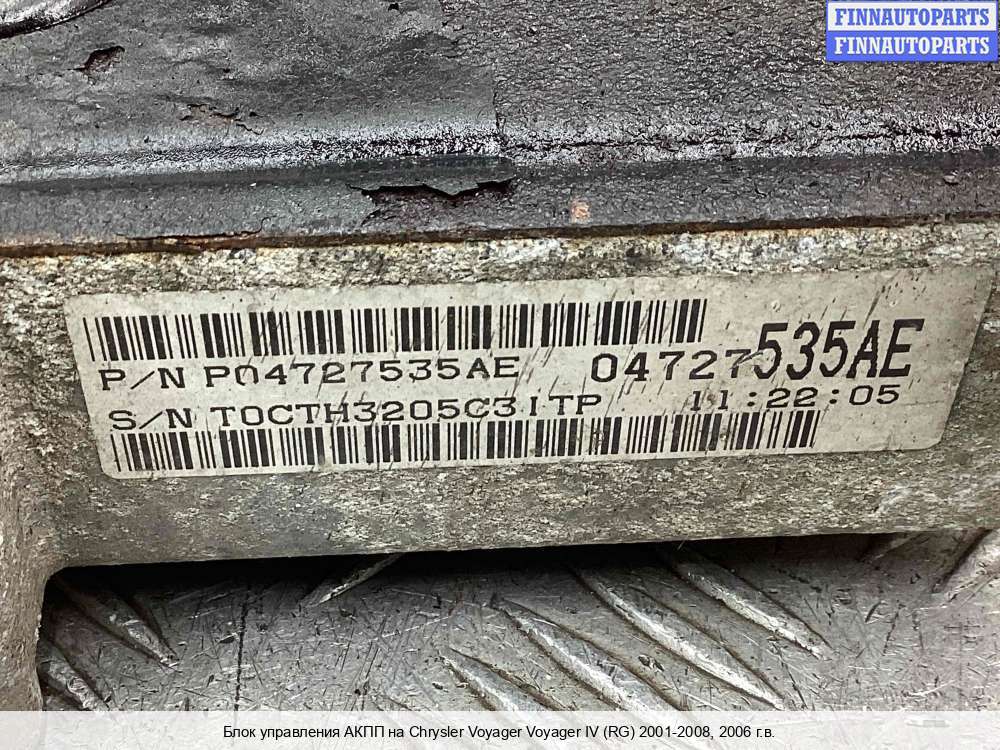 FINNAUTOPARTS
FINNAUTOPARTS
P/N P04727535AE 04727535AE
S/N T0CTH3205C3ITP 11:22:05
Блок управления АКПП на Chrysler Voyager Voyager IV (RG) 2001-2008, 2006 г.в.